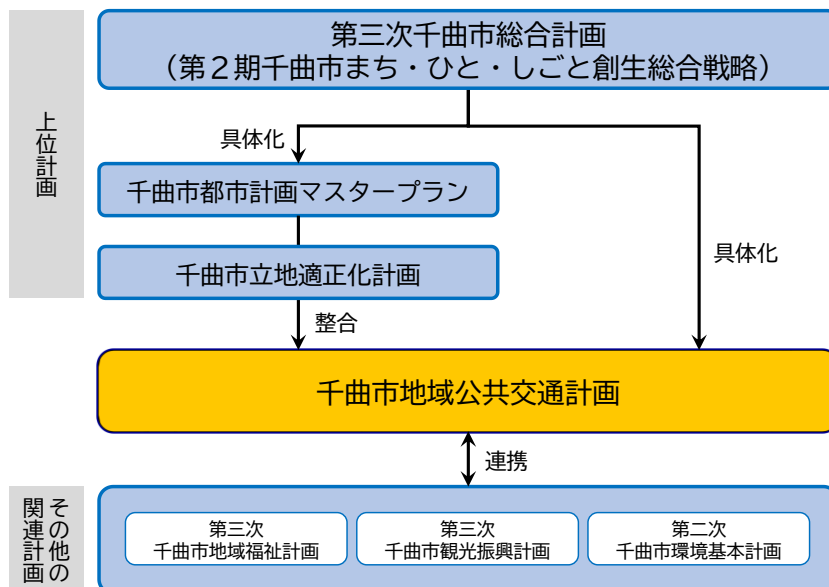 第三次千曲市総合計画
（第２期千曲市まち・ひと・しごと創生総合戦略）
上位計画
具体化
千曲市都市計画マスタープラン
千曲市立地適正化計画
具体化
整合
千曲市地域公共交通計画
連携
その他の
関連計画
第三次
千曲市地域福祉計画
第三次
千曲市観光振興計画
第二次
千曲市環境基本計画